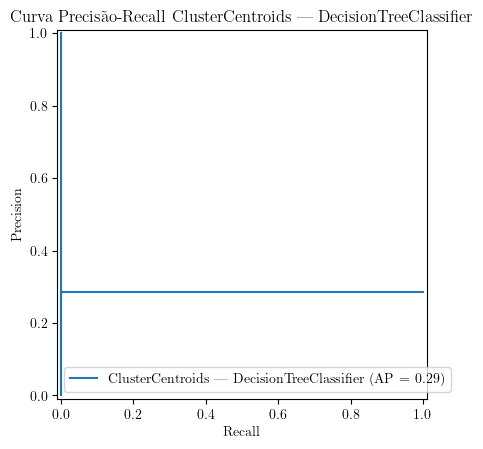 Curva Precisão-Recall ClusterCentroids — DecisionTreeClassifier
1.0
0.8
0.6
0.4
0.2
0.0
Precision
ClusterCentroids — DecisionTreeClassifier (AP = 0.29)
0.0 0.2 0.4 0.6 0.8 1.0
Recall